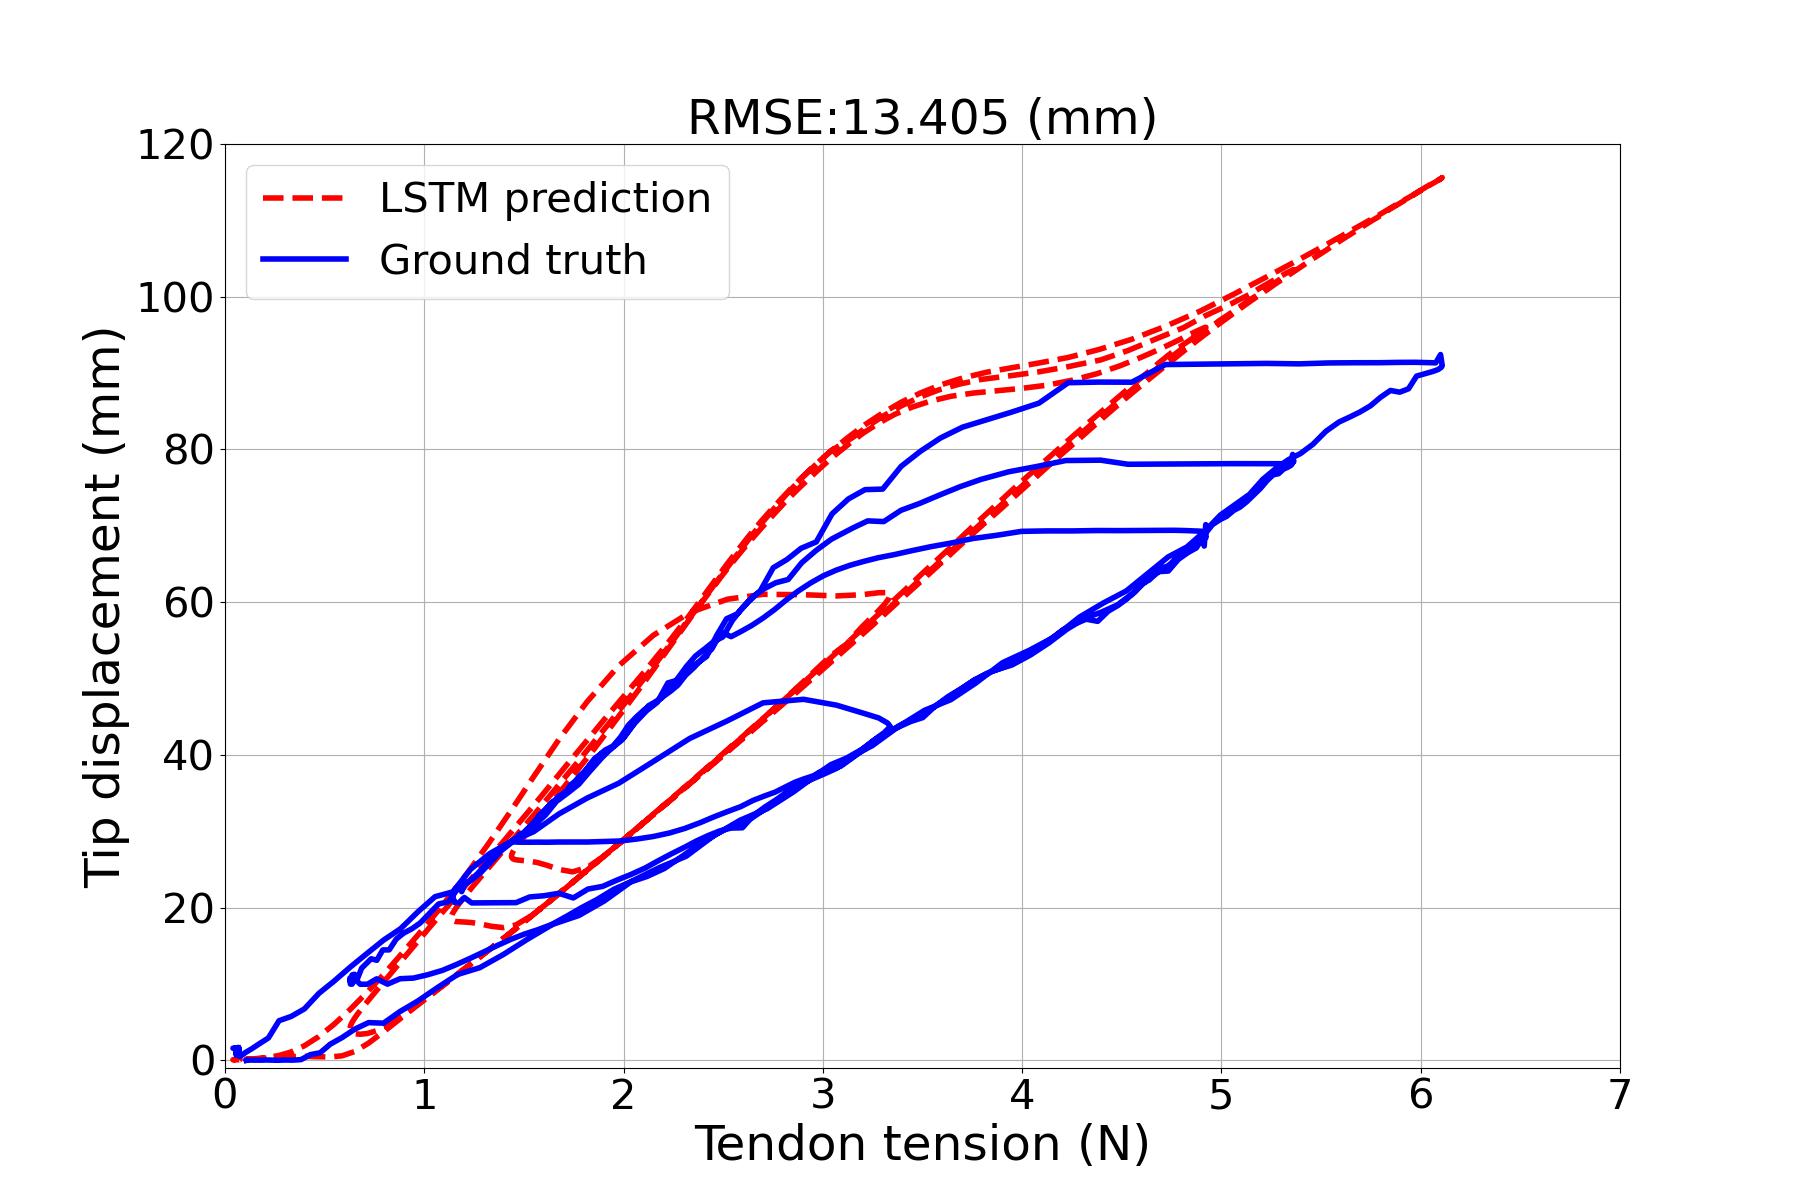 RMSE:13.405 (mm)
LSTM prediction
Ground truth
Tip displacement (mm)
120
100
80
60
40
20
0
0 1 2 3 4 5 6 7
Tendon tension (N)